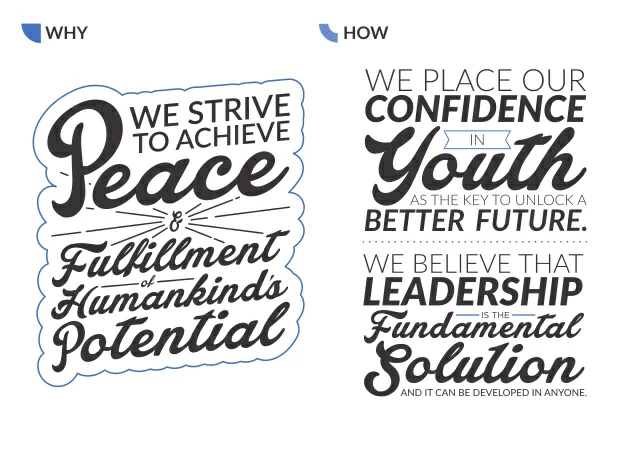 WHY
WE STRIVE
TO ACHIEVE
Peace
&
Fulfillment
of
Humankind's
Potential
HOW
WE PLACE OUR
CONFIDENCE
IN
Youth
AS THE KEY TO UNLOCK A
BETTER FUTURE.
WE BELIEVE THAT
LEADERSHIP
IS THE
Fundamental
Solution
AND IT CAN BE DEVELOPED IN ANYONE.